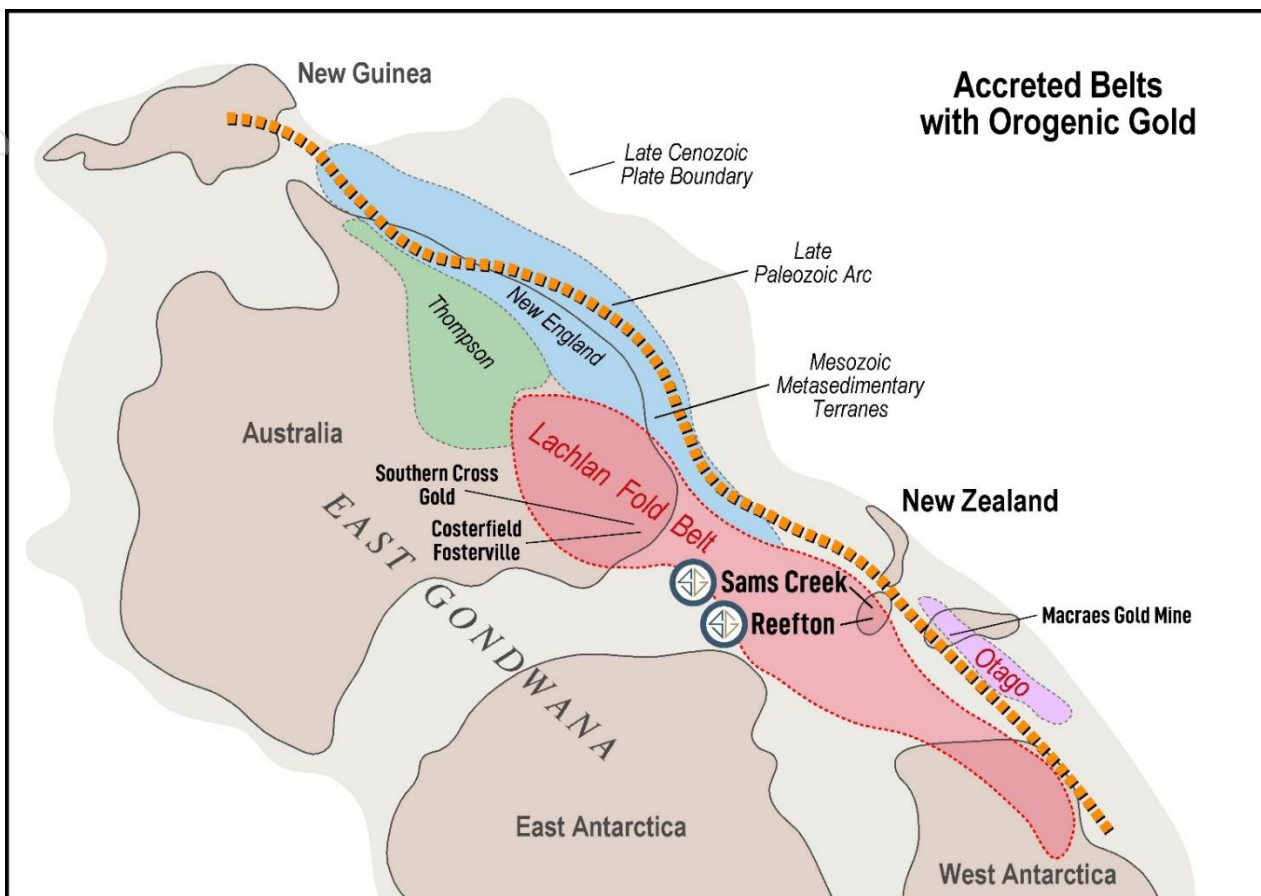 New Guinea
Accreted Belts
with Orogenic Gold
Late Cenozoic
Plate Boundary
Late
Paleozoic Arc
Thompson
New England
Mesozoic
Metasedimentary
Terranes
Australia
Lachlan Fold Belt
Southern Cross
Gold
Costerfield
Fosterville
New Zealand
EAST GONDWANA
Sams Creek
Reefton
Macraes Gold Mine
Otago
East Antarctica
West Antarctica